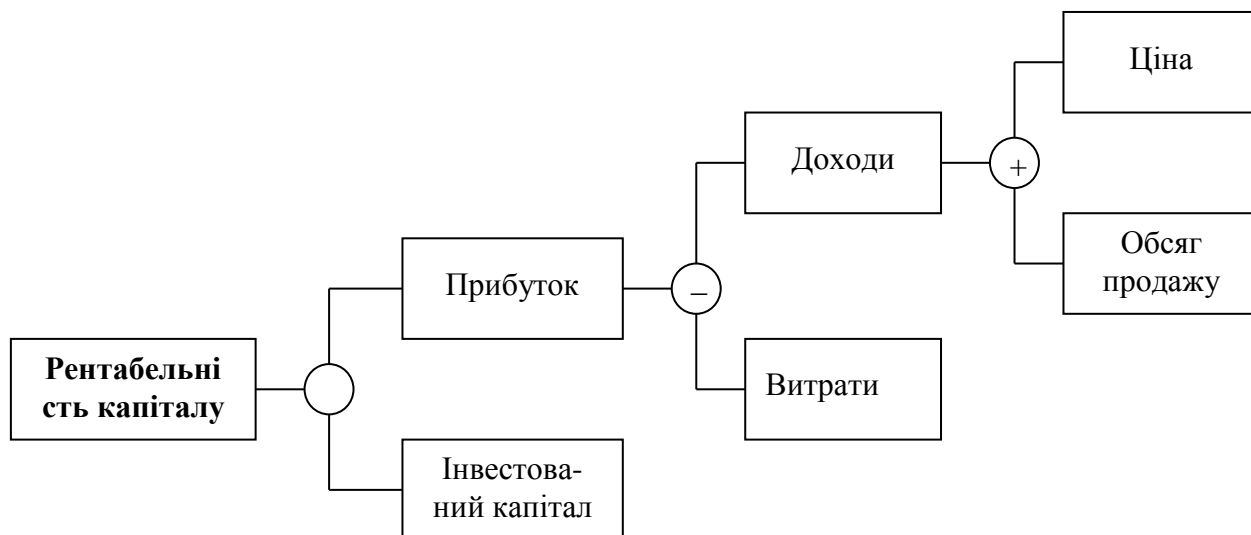 Ціна
Доходи
+
Обсяг
продажу
Прибуток
–
Рентабельні
сть капіталу
Витрати
Інвестова-
ний капітал